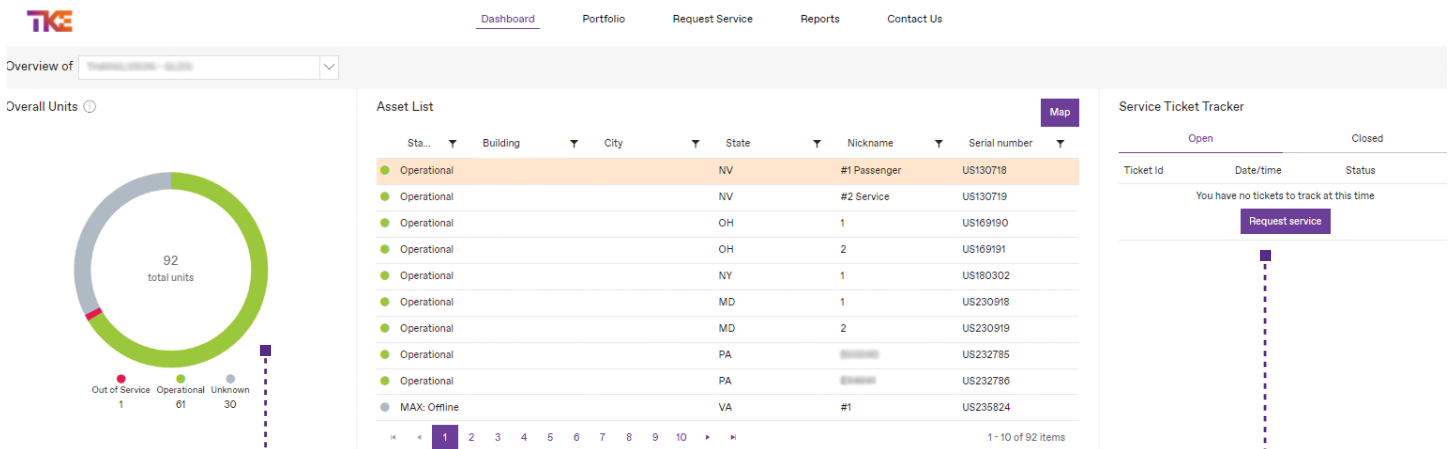 TKE
Dashboard Portfolio Request Service Reports Contact Us
Overview of
Overall Units
92
total units
Out of Service Operational Unknown
1 61 30
Asset List
Map
Sta... Building City State Nickname Serial number
Operational NV #1 Passenger US130718
Operational NV #2 Service US130719
Operational OH 1 US169190
Operational OH 2 US169191
Operational NY 1 US180302
Operational MD 1 US230918
Operational MD 2 US230919
Operational PA US232785
Operational PA US232786
MAX: Offline VA #1 US235824
1 2 3 4 5 6 7 8 9 10
1 - 10 of 92 items
Service Ticket Tracker
Open Closed
Ticket Id Date/time Status
You have no tickets to track at this time
Request service